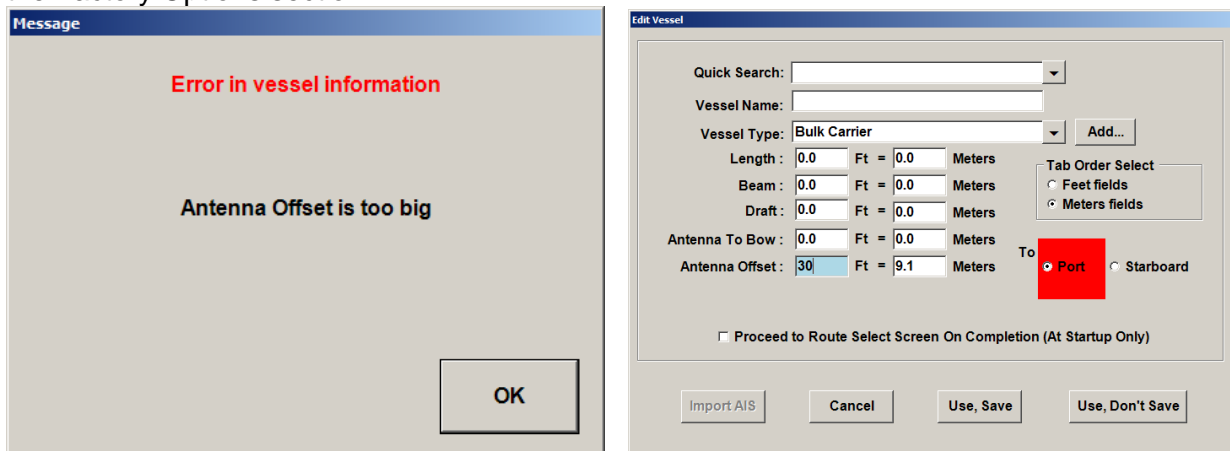 Message
Error in vessel information
Antenna Offset is too big
OK
Edit Vessel
Quick Search:
Vessel Name:
Vessel Type: Bulk Carrier Add...
Length : 0.0 Ft = 0.0 Meters
Beam : 0.0 Ft = 0.0 Meters
Draft : 0.0 Ft = 0.0 Meters
Antenna To Bow : 0.0 Ft = 0.0 Meters
Antenna Offset : 30 Ft = 9.1 Meters
Tab Order Select
Feet fields
Meters fields
To Port Starboard
Proceed to Route Select Screen On Completion (At Startup Only)
Import AIS Cancel Use, Save Use, Don't Save